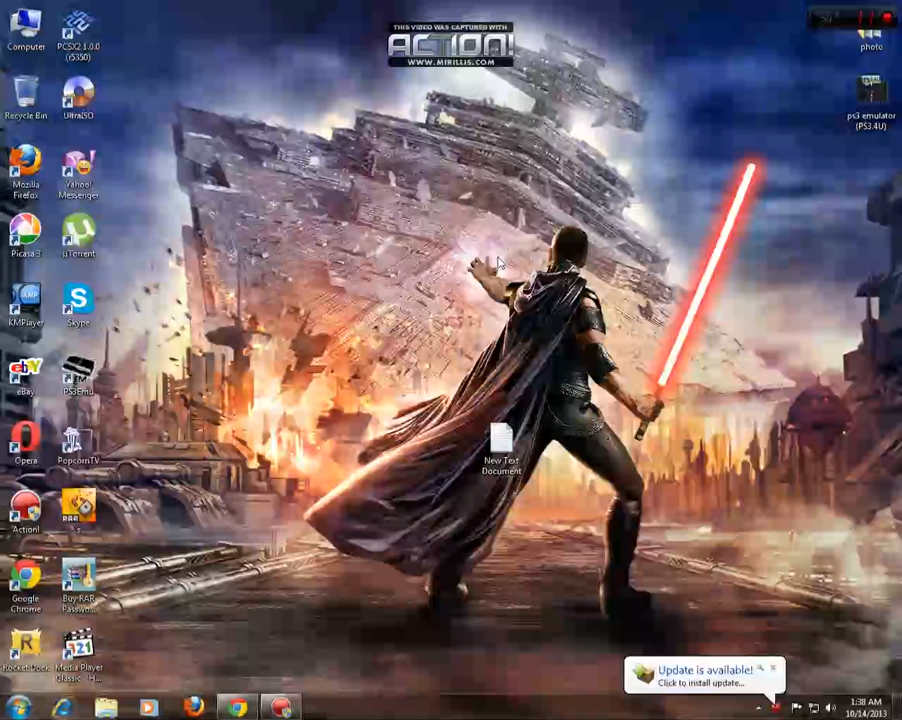 Computer
PCSX2 1.0.0
(r5350)
THIS VIDEO WAS CAPTURED WITH
ACTION!
WWW.MIRILLIS.COM
photo
Recycle Bin
UltraISO
ps3 emulator
(PS3.4U)
Mozilla
Firefox
Yahoo!
Messenger
Picasa 3
µTorrent
KMPlayer
Skype
eBay
PS3Emu
Opera
PopcornTV
New Text
Document
Action!
RAR
Google
Chrome
Buy-RAR
Passwo...
RocketDock
321
Media Player
Classic - H...
Update is available!
Click to install update...
1:38 AM
10/14/2013